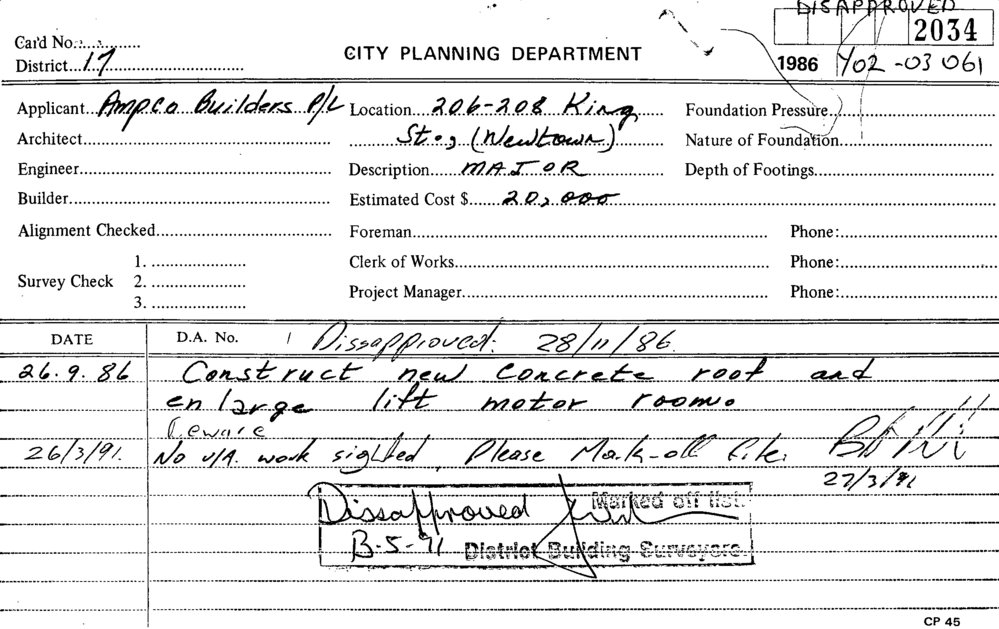 DISAPPROVED
2034
Card No.
District 17
CITY PLANNING DEPARTMENT
1986 Y02-03 061
Applicant Ampco Builders P/L Location 206-208 King Foundation Pressure
Architect St., (Newtown) Nature of Foundation
Engineer Description MAJOR Depth of Footings
Builder Estimated Cost $ 20,000
Alignment Checked Foreman Phone:
Survey Check 1. 2. 3.
Clerk of Works Phone:
Project Manager Phone:
DATE D.A. No. / Dissapproved: 28/11/86.
26.9.86 Construct new concrete roof and
enlarge lift motor room.
26/3/91. No u/A. work sighted, Please Mark-off file.
27/3/91
Dissapproved Marked off list.
B-5-91 District Building Surveyors.
CP 45